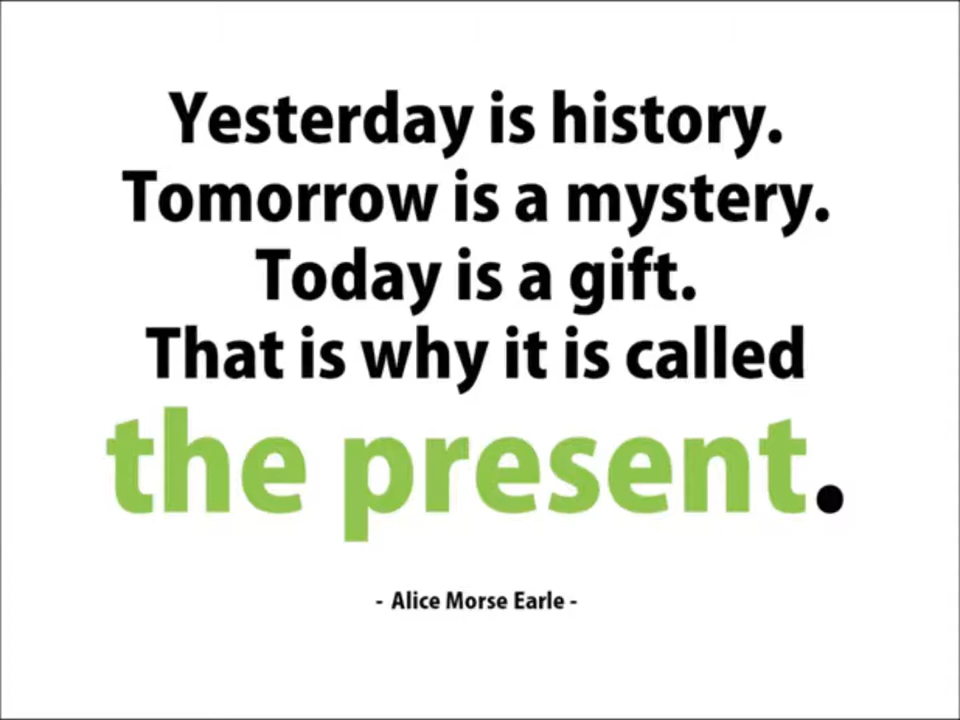 Yesterday is history.
Tomorrow is a mystery.
Today is a gift.
That is why it is called
the present.
- Alice Morse Earle -